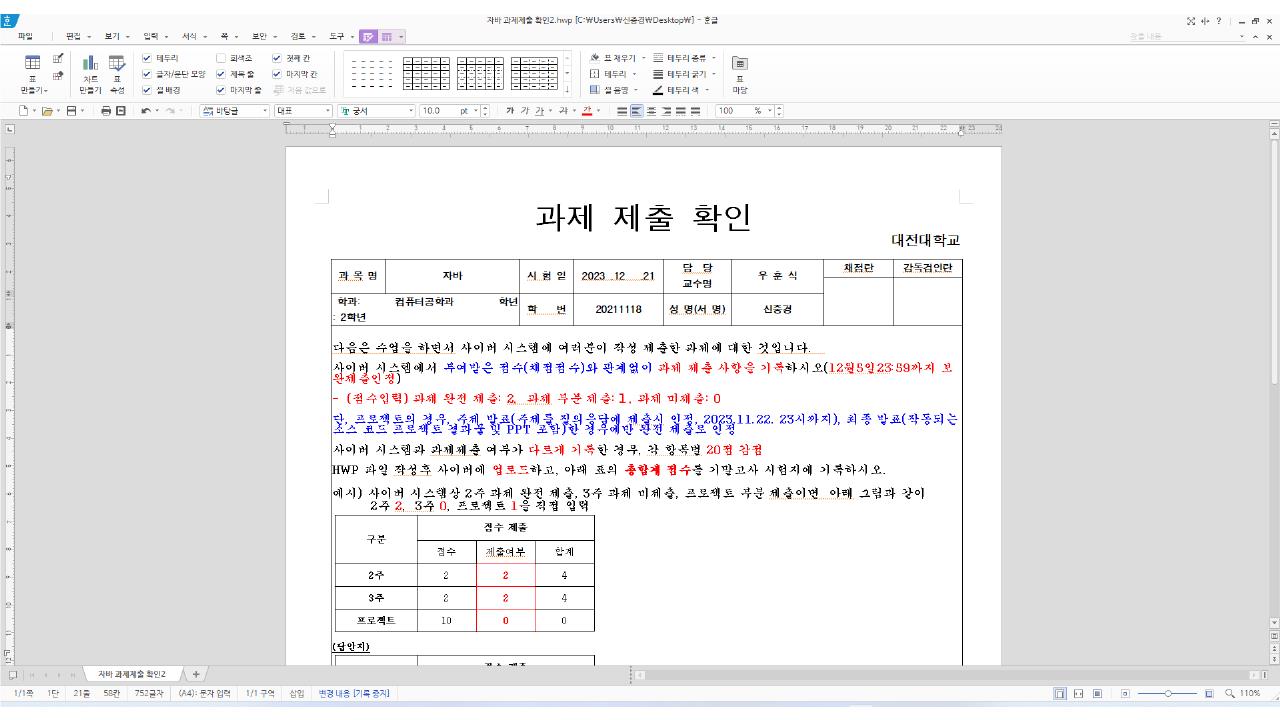 자바 과제제출 확인2.hwp [C:\Users\신중경\Desktop\] - 흔글
파일 편집 보기 입력 서식 쪽 보안 검토 도구
찾을 내용
테두리 회색조 첫째 칸
글자/문단 모양 제목 줄 마지막 칸
셀 배경 마지막 줄 처음 값으로
표 만들기 차트 만들기 표 속성
표 지우기 테두리 종류
테두리 테두리 굵기
셀 음영 테두리 색
표 마당
바탕글 대표 궁서 10.0 pt 가 가 가 가 가 100 %
과제 제출 확인
대전대학교
과 목 명 자바 시 험 일 2023 .12 .21 담 당 교수명 우 훈 식 채점란 감독검인란
학과: 컴퓨터공학과 학년 : 2학년 학 번 20211118 성 명(서 명) 신중경
다음은 수업을 하면서 사이버 시스템에 여러분이 작성 제출한 과제에 대한 것입니다.
사이버 시스템에서 부여받은 점수(채점점수)와 관계없이 과제 제출 사항을 기록하시오(12월5일23:59까지 보
완제출인정)
- (점수입력) 과제 완전 제출: 2, 과제 부분 제출: 1, 과제 미제출: 0
단, 프로젝트의 경우, 주제 발표(주제를 질의응답에 제출시 인정, 2023.11.22. 23시까지), 최종 발표(작동되는
소스 코드 프로젝트 결과물 및 PPT 포함)한 경우에만 완전 제출로 인정
사이버 시스템과 과제제출 여부가 다르게 기록한 경우, 각 항목별 20점 감점
HWP 파일 작성후 사이버에 업로드하고, 아래 표의 총합계 점수를 기말고사 시험지에 기록하시오.
예시) 사이버 시스템상 2주 과제 완전 제출, 3주 과제 미제출, 프로젝트 부분 제출이면 아래 그림과 같이
2주 2, 3주 0, 프로젝트 1을 직접 입력
구분 점수 제출
점수 제출여부 합계
2주 2 2 4
3주 2 2 4
프로젝트 10 0 0
(답안지)
점수 제출
자바 과제제출 확인2
1/1쪽 1단 21줄 58칸 752글자 (A4): 문자 입력 1/1 구역 삽입 변경 내용 [기록 중지] 110%